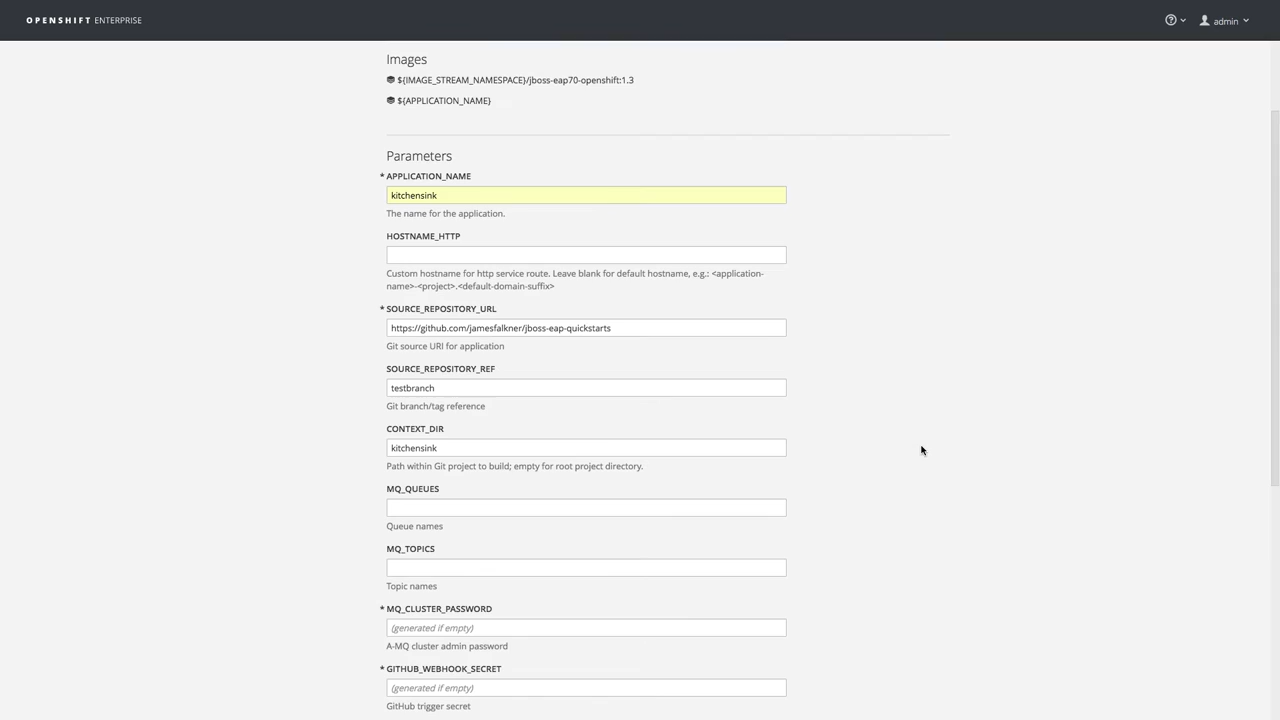 OPENSHIFT ENTERPRISE
admin
Images
${IMAGE_STREAM_NAMESPACE}/jboss-eap70-openshift:1.3
${APPLICATION_NAME}
Parameters
* APPLICATION_NAME
kitchensink
The name for the application.
HOSTNAME_HTTP
Custom hostname for http service route. Leave blank for default hostname, e.g.: <application-
name>-<project>.<default-domain-suffix>
* SOURCE_REPOSITORY_URL
https://github.com/jamesfalkner/jboss-eap-quickstarts
Git source URI for application
SOURCE_REPOSITORY_REF
testbranch
Git branch/tag reference
CONTEXT_DIR
kitchensink
Path within Git project to build; empty for root project directory.
MQ_QUEUES
Queue names
MQ_TOPICS
Topic names
* MQ_CLUSTER_PASSWORD
(generated if empty)
A-MQ cluster admin password
* GITHUB_WEBHOOK_SECRET
(generated if empty)
GitHub trigger secret